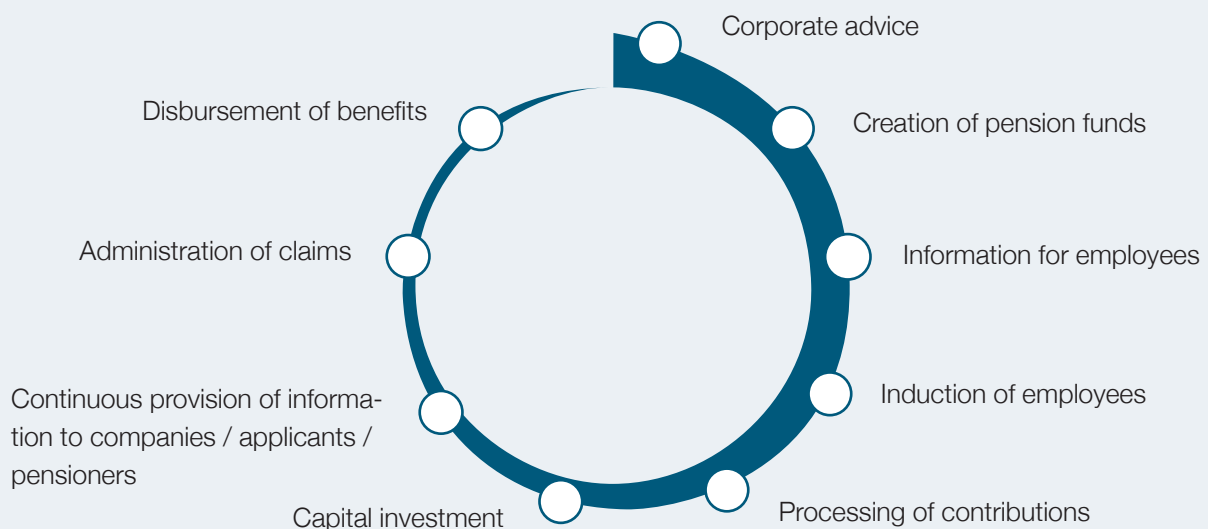 Corporate advice
Creation of pension funds
Information for employees
Induction of employees
Processing of contributions
Capital investment
Continuous provision of informa-
tion to companies / applicants /
pensioners
Administration of claims
Disbursement of benefits